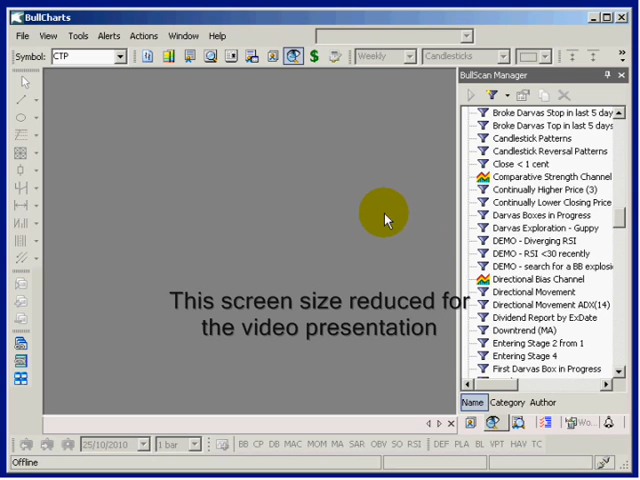 BullCharts
File View Tools Alerts Actions Window Help
Symbol: CTP
Weekly Candlesticks
BullScan Manager
Broke Darvas Stop in last 5 day
Broke Darvas Top in last 5 days
Candlestick Patterns
Candlestick Reversal Patterns
Close < 1 cent
Comparative Strength Channel
Continually Higher Price (3)
Continually Lower Closing Price
Darvas Boxes in Progress
Darvas Exploration - Guppy
DEMO - Diverging RSI
DEMO - RSI <30 recently
DEMO - search for a BB explosi
Directional Bias Channel
Directional Movement
Directional Movement ADX(14)
Dividend Report by ExDate
Downtrend (MA)
Entering Stage 2 from 1
Entering Stage 4
First Darvas Box in Progress
This screen size reduced for
the video presentation
Name Category Author
Wo...
25/10/2010 1 bar BB CP DB MAC MOM MA SAR OBV SO RSI DEF PLA BL VPT HAV TC
Offline